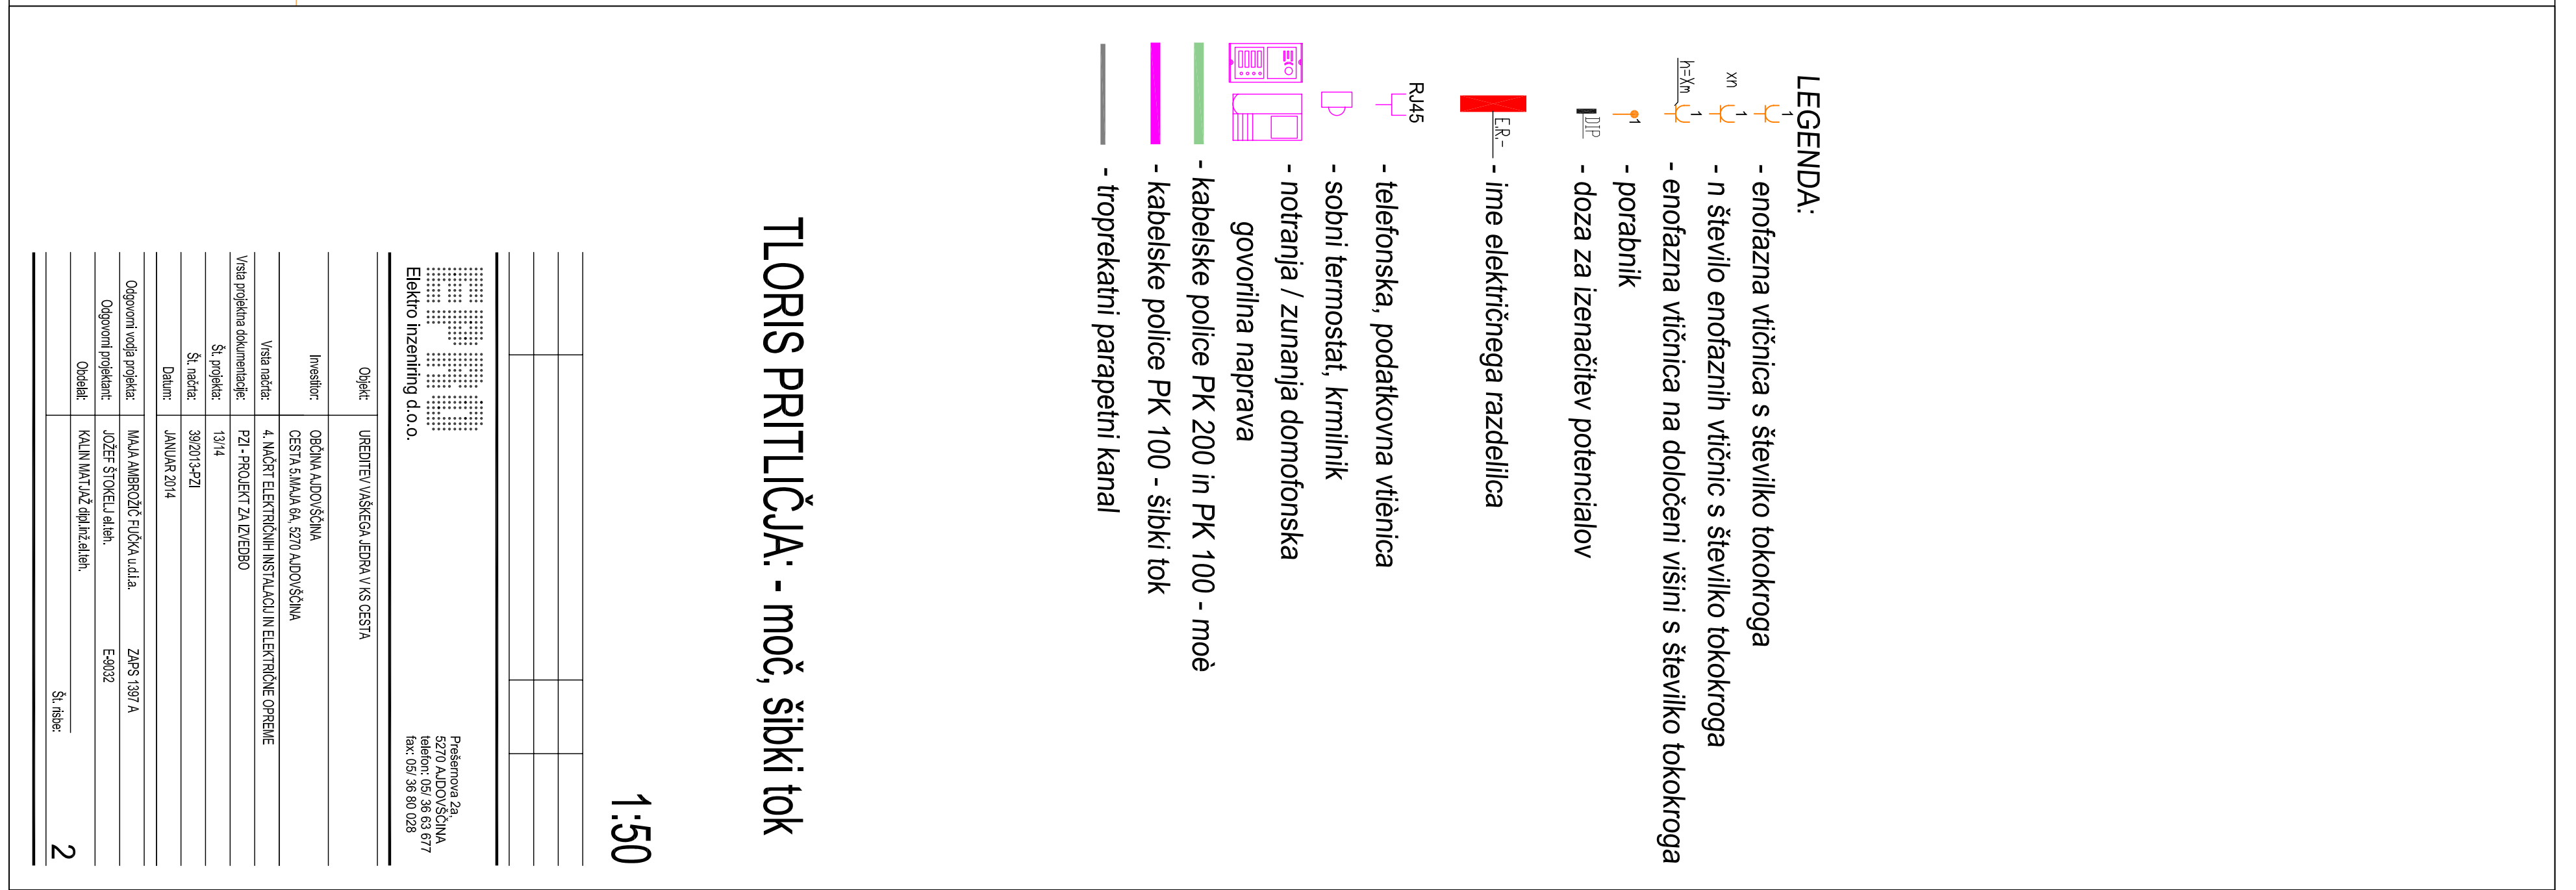 LEGENDA:
1
- enofazna vtičnica s številko tokokroga
xn
1
- n število enofaznih vtičnic s številko tokokroga
h=Xm
1
- enofazna vtičnica na določeni višini s številko tokokroga
1
- porabnik
DIP
- doza za izenačitev potencialov
E.R.-
- ime električnega razdelilca
RJ45
- telefonska, podatkovna vtiènica
- sobni termostat, krmilnik
- notranja / zunanja domofonska
govorilna naprava
- kabelske police PK 200 in PK 100 - moè
- kabelske police PK 100 - šibki tok
- troprekatni parapetni kanal
TLORIS PRITLIČJA: - moč, šibki tok
1:50
EPIO
Elektro inzeniring d.o.o.
Prešernova 2a,
5270 AJDOVŠČINA
telefon: 05/ 36 63 677
fax: 05/ 36 80 028
Objekt: UREDITEV VAŠKEGA JEDRA V KS CESTA
Investitor: OBČINA AJDOVŠČINA
CESTA 5.MAJA 6A, 5270 AJDOVŠČINA
Vrsta načrta: 4. NAČRT ELEKTRIČNIH INSTALACIJ IN ELEKTRIČNE OPREME
Vrsta projektna dokumentacije: PZI - PROJEKT ZA IZVEDBO
Št. projekta: 13/14
Št. načrta: 39/2013-PZI
Datum: JANUAR 2014
Odgovorni vodja projekta: MAJA AMBROŽIČ FUČKA u.d.i.a. ZAPS 1397 A
Odgovorni projektant: JOŽEF ŠTOKELJ el.teh. E-9032
Obdelal: KALIN MATJAŽ dipl.inž.el.teh.
Št. risbe: 2